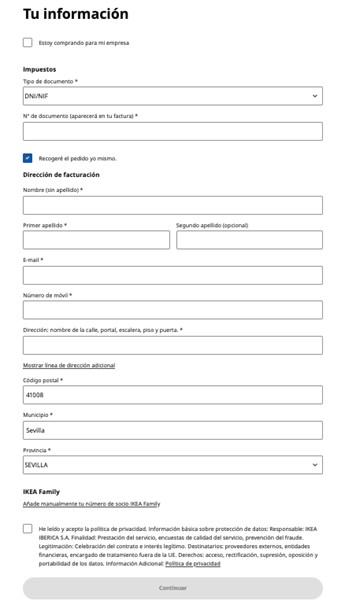 Tu información
Estoy comprando para mi empresa
Impuestos
Tipo de documento *
DNI/NIF
Nº de documento (aparecerá en tu factura) *
Recogeré el pedido yo mismo.
Dirección de facturación
Nombre (sin apellido) *
Primer apellido *
Segundo apellido (opcional)
E-mail *
Número de móvil *
Dirección: nombre de la calle, portal, escalera, piso y puerta. *
Mostrar línea de dirección adicional
Código postal *
41008
Municipio *
Sevilla
Provincia *
SEVILLA
IKEA Family
Añade manualmente tu número de socio IKEA Family
He leído y acepto la política de privacidad. Información básica sobre protección de datos: Responsable: IKEA
IBERICA S.A. Finalidad: Prestación del servicio, encuestas de calidad del servicio, prevención del fraude.
Legitimación: Celebración del contrato e interés legítimo. Destinatarios: proveedores externos, entidades
financieras, encargado de tratamiento fuera de la UE. Derechos: acceso, rectificación, supresión, oposición y
portabilidad de los datos. Información Adicional: Política de privacidad
Continuar